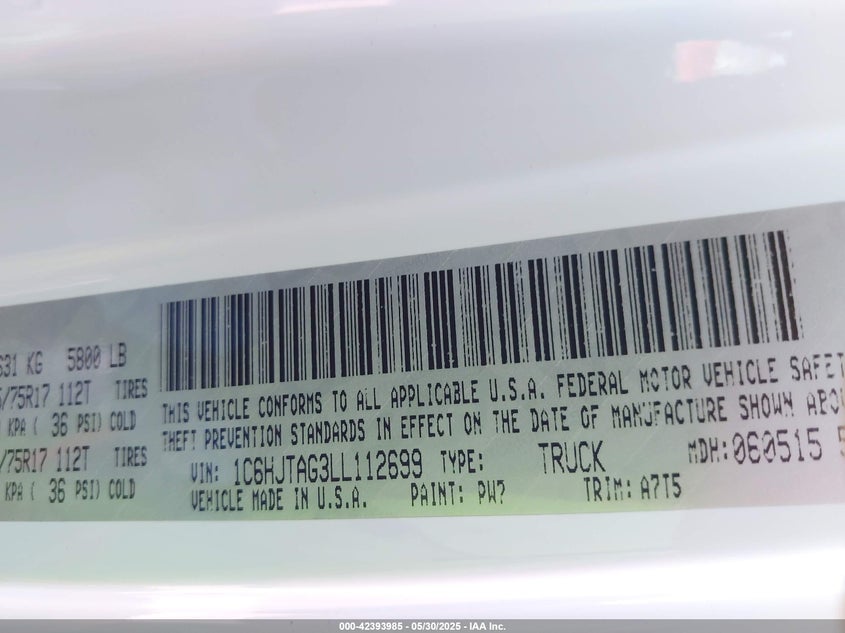 631 KG 5800 LB
/75R17 112T TIRES
KPA ( 36 PSI) COLD
/75R17 112T TIRES
KPA ( 36 PSI) COLD
THIS VEHICLE CONFORMS TO ALL APPLICABLE U.S.A. FEDERAL MOTOR VEHICLE SAFET
THEFT PREVENTION STANDARDS IN EFFECT ON THE DATE OF MANUFACTURE SHOWN ABO
VIN: 1C6HJTAG3LL112699 TYPE: TRUCK MDH: 060515
VEHICLE MADE IN U.S.A. PAINT: PW7 TRIM: A7T5
000-42393985 - 05/30/2025 - IAA Inc.